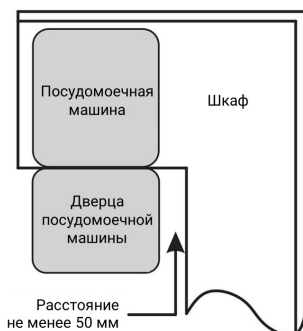 Посудомоечная
машина
Шкаф
Дверца
посудомоечной
машины
Расстояние
не менее 50 мм